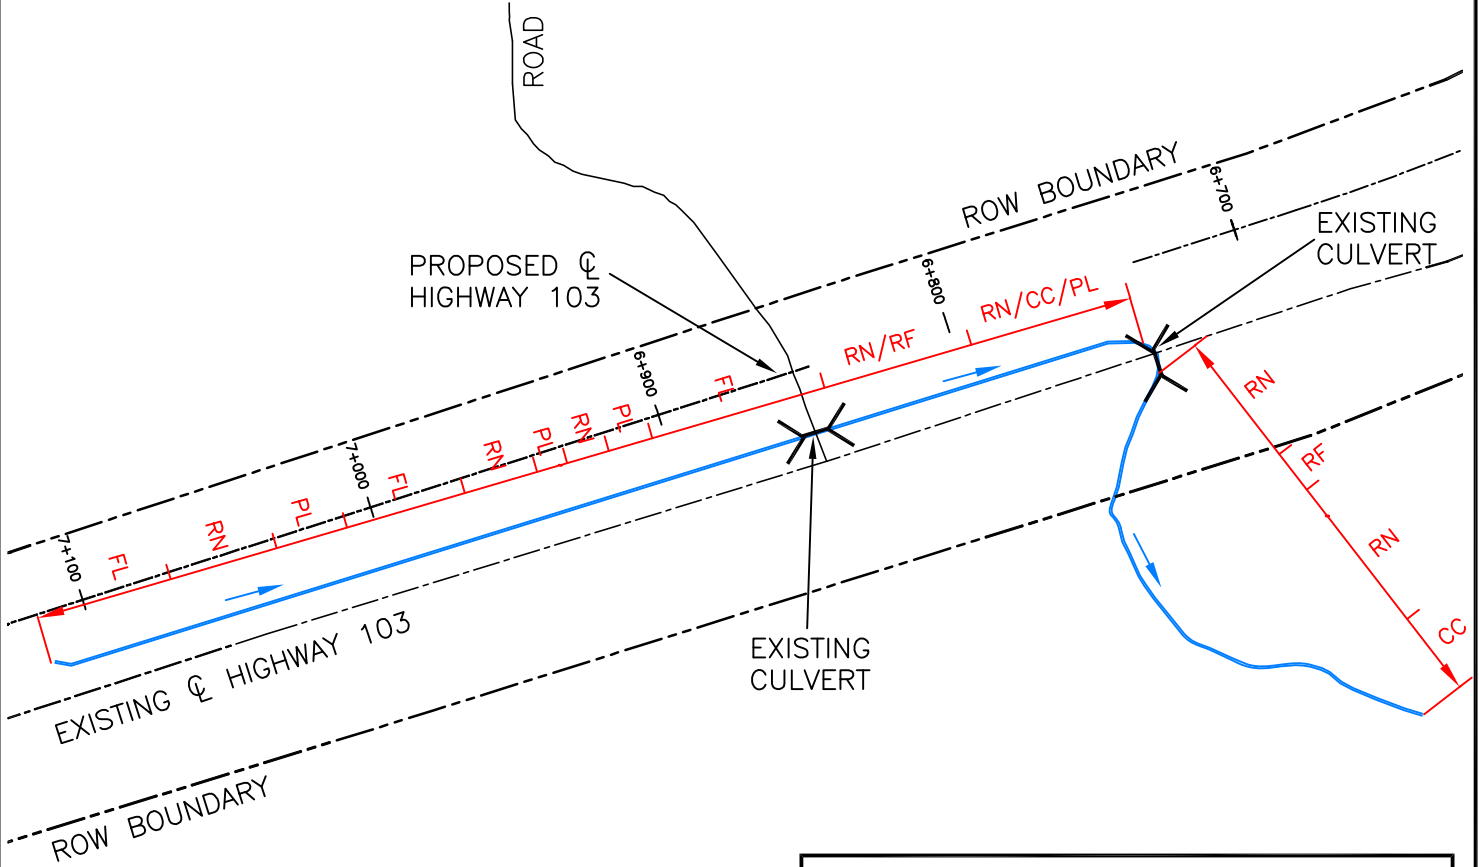 ROAD
ROW BOUNDARY
6+700
EXISTING
CULVERT
PROPOSED ℄
HIGHWAY 103
6+800
RN/CC/PL
RN/RF
6+900
FL
PL
RN
PL
RN
7+000
FL
PL
RN
7+100
FL
RN
RF
RN
CC
EXISTING ℄ HIGHWAY 103
EXISTING
CULVERT
ROW BOUNDARY